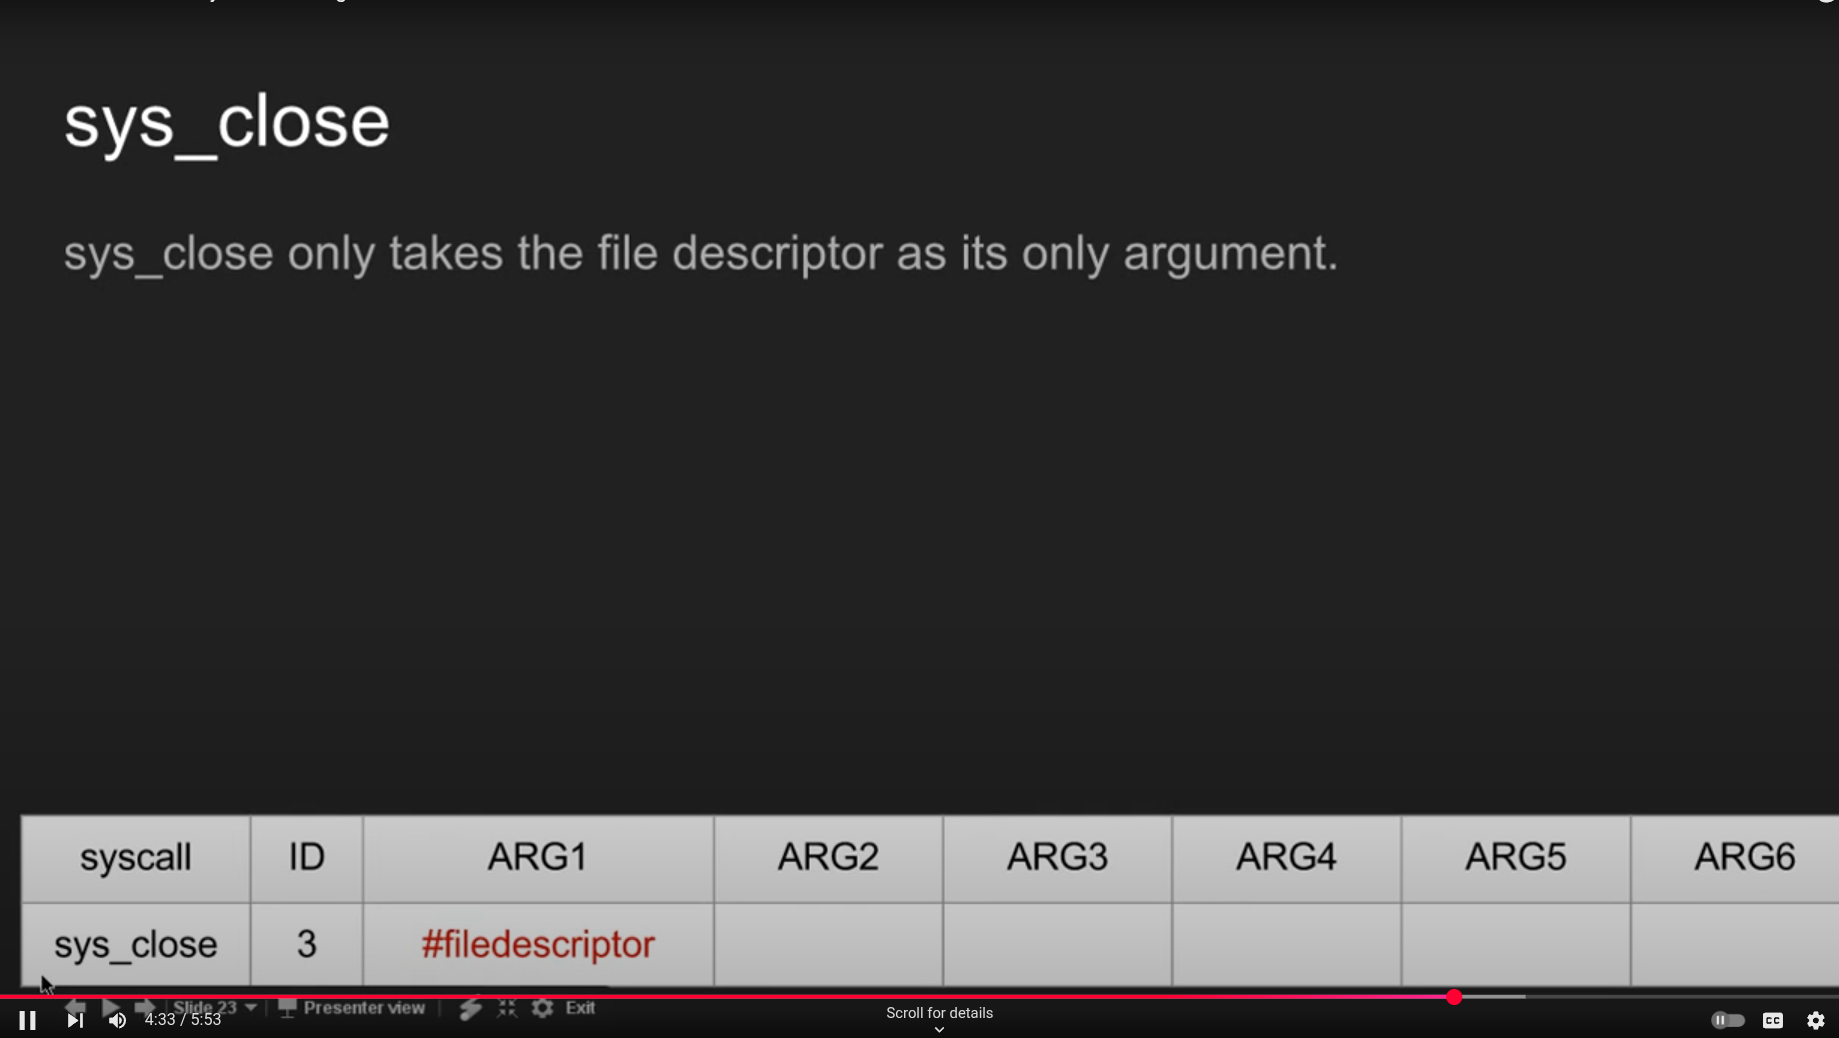 sys_close
sys_close only takes the file descriptor as its only argument.
syscall ID ARG1 ARG2 ARG3 ARG4 ARG5 ARG6
sys_close 3 #filedescriptor
Slide 23 Presenter view Exit
4:33 / 5:53
Scroll for details
CC